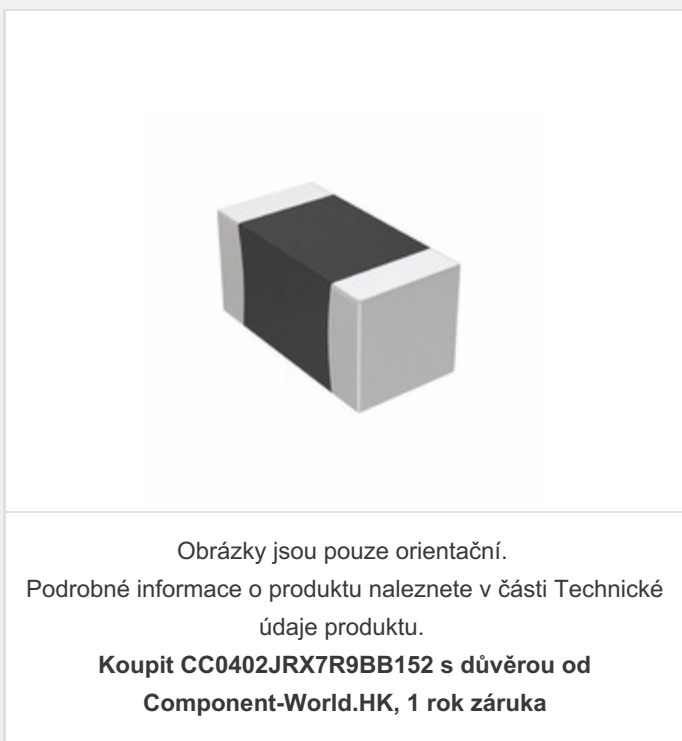 Obrázky jsou pouze orientační.
Podrobné informace o produktu naleznete v části Technické
údaje produktu.
Koupit CC0402JRX7R9BB152 s důvěrou od
Component-World.HK, 1 rok záruka